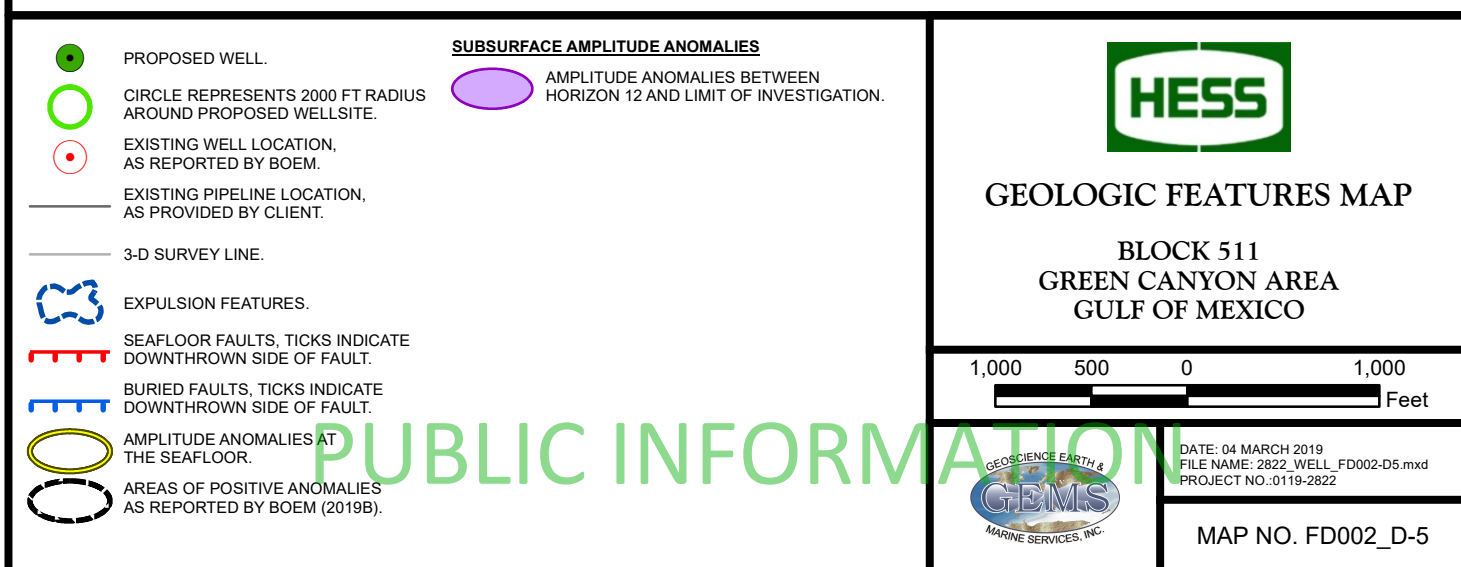 PROPOSED WELL.
CIRCLE REPRESENTS 2000 FT RADIUS
AROUND PROPOSED WELLSITE.
EXISTING WELL LOCATION,
AS REPORTED BY BOEM.
EXISTING PIPELINE LOCATION,
AS PROVIDED BY CLIENT.
3-D SURVEY LINE.
EXPULSION FEATURES.
SEAFLOOR FAULTS, TICKS INDICATE
DOWNTHROWN SIDE OF FAULT.
BURIED FAULTS, TICKS INDICATE
DOWNTHROWN SIDE OF FAULT.
AMPLITUDE ANOMALIES AT
THE SEAFLOOR.
AREAS OF POSITIVE ANOMALIES
AS REPORTED BY BOEM (2019B).
SUBSURFACE AMPLITUDE ANOMALIES
AMPLITUDE ANOMALIES BETWEEN
HORIZON 12 AND LIMIT OF INVESTIGATION.
PUBLIC INFORMATION
HESS
GEOLOGIC FEATURES MAP
BLOCK 511
GREEN CANYON AREA
GULF OF MEXICO
1,000 500 0 1,000
Feet
GEOSCIENCE EARTH &
GEMS
MARINE SERVICES, INC.
DATE: 04 MARCH 2019
FILE NAME: 2822_WELL_FD002-D5.mxd
PROJECT NO.:0119-2822
MAP NO. FD002_D-5